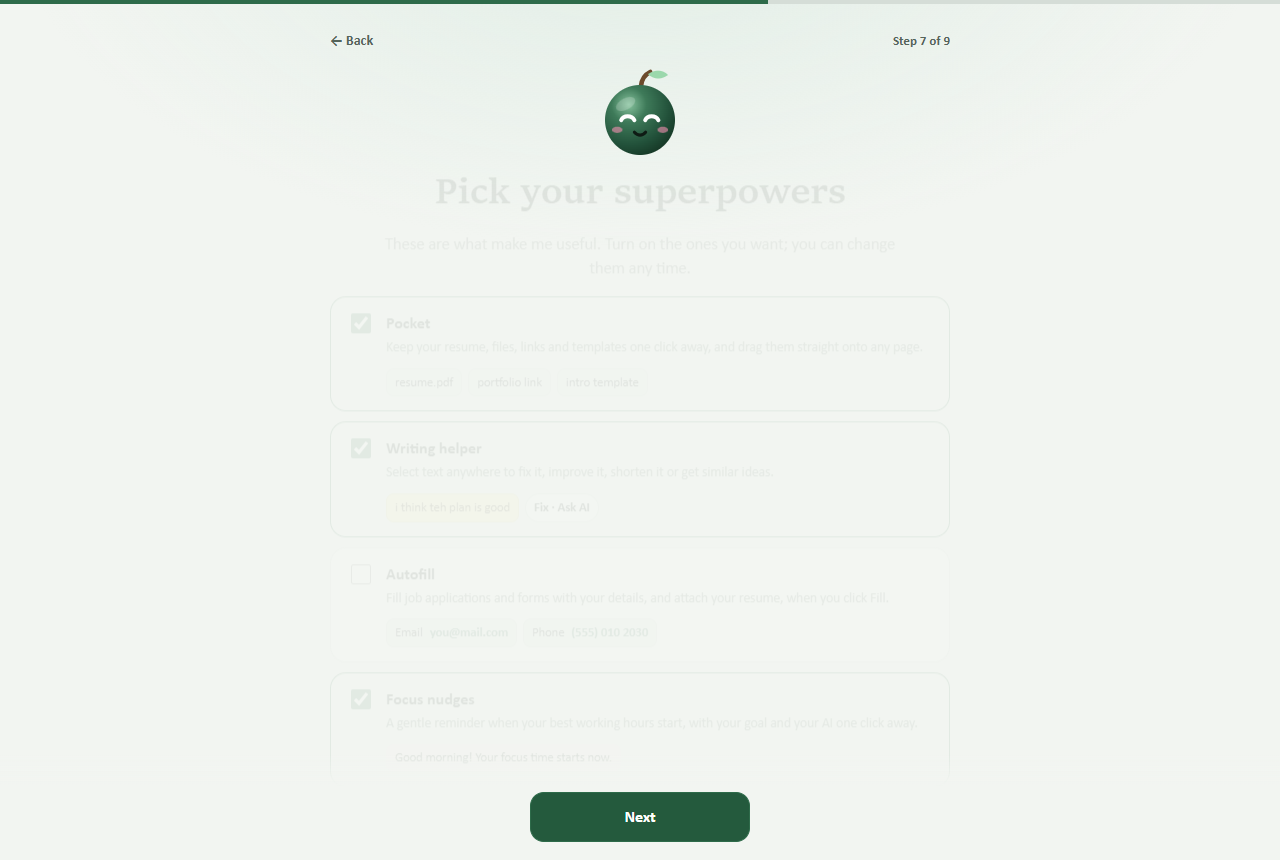 ← Back
Step 7 of 9
Pick your superpowers
These are what make me useful. Turn on the ones you want; you can change
them any time.
Pocket
Keep your resume, files, links and templates one click away, and drag them straight onto any page.
resume.pdf portfolio link intro template
Writing helper
Select text anywhere to fix it, improve it, shorten it or get similar ideas.
i think teh plan is good Fix · Ask AI
Autofill
Fill job applications and forms with your details, and attach your resume, when you click Fill.
Email you@mail.com Phone (555) 010 2030
Focus nudges
A gentle reminder when your best working hours start, with your goal and your AI one click away.
Good morning! Your focus time starts now
Next